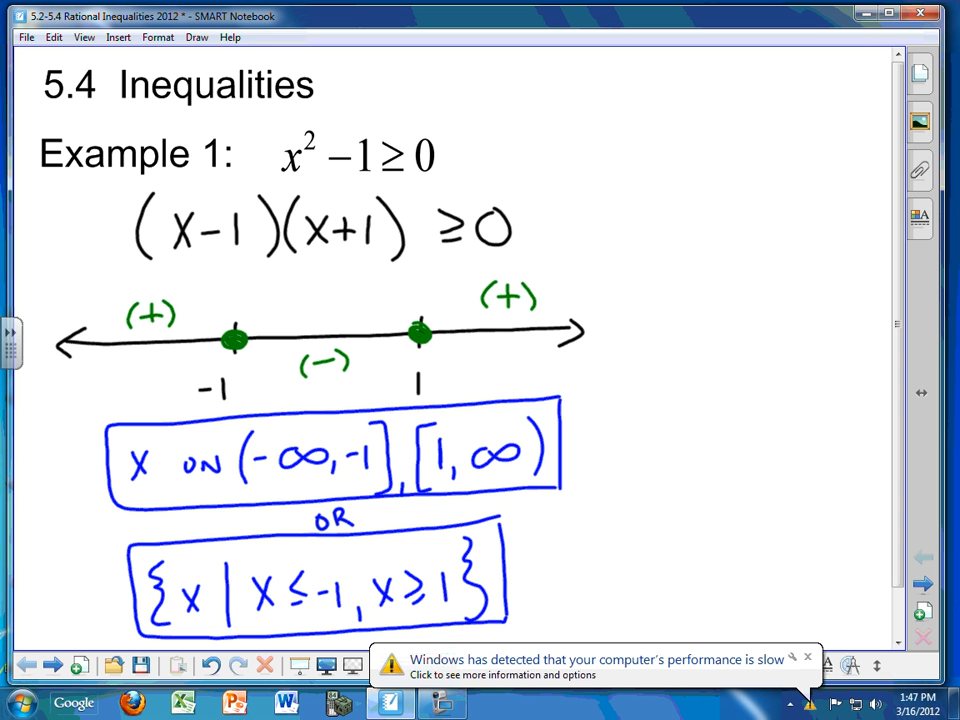 5.2-5.4 Rational Inequalities 2012 * - SMART Notebook
File Edit View Insert Format Draw Help
5.4 Inequalities
Example 1: x² − 1 ≥ 0
(x-1)(x+1) ≥0
(+) (+)
(-)
-1 1
x ON (-∞,-1],[1,∞)
OR
{x | x ≤ -1, x ≥ 1}
Windows has detected that your computer's performance is slow
Click to see more information and options
Google
1:47 PM
3/16/2012